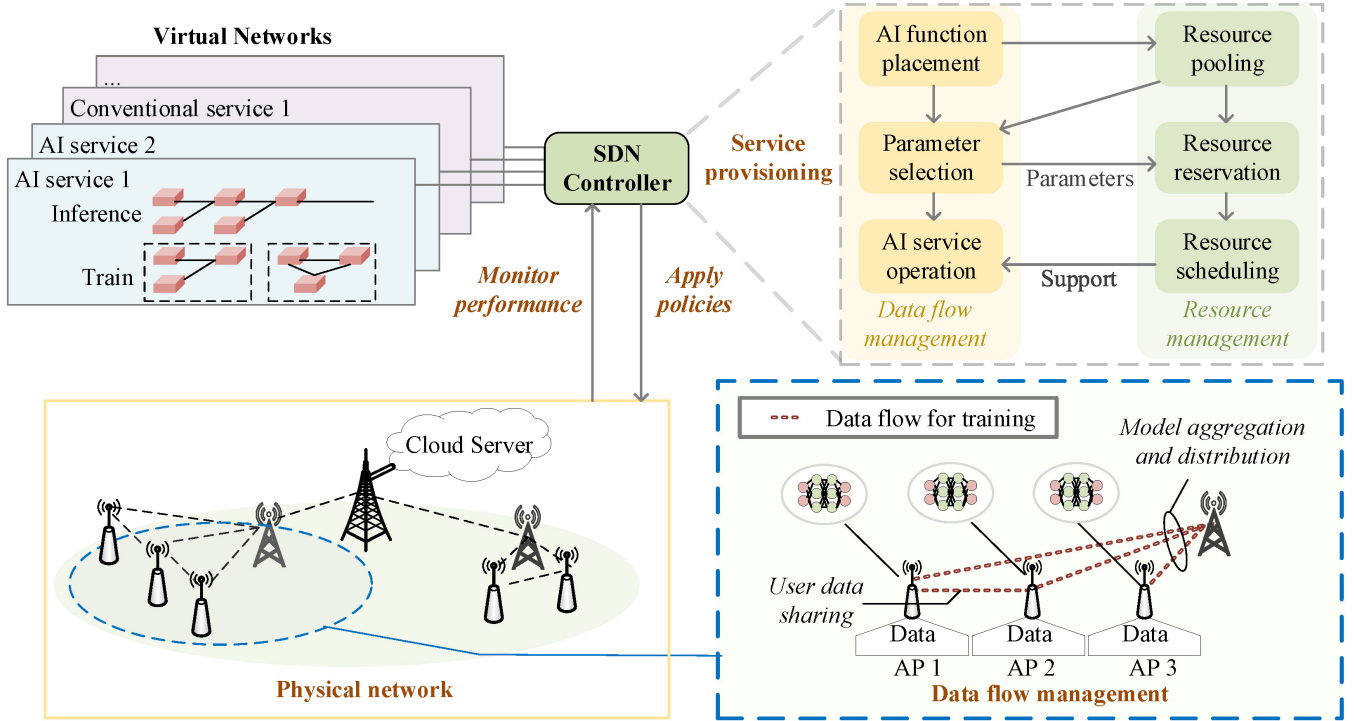 Virtual Networks
...
Conventional service 1
AI service 2
AI service 1
Inference
Train
SDN
Controller
Monitor
performance
Apply
policies
Service
provisioning
AI function
placement
Resource
pooling
Parameter
selection
Parameters
Resource
reservation
AI service
operation
Support
Resource
scheduling
Data flow
management
Resource
management
Cloud Server
Physical network
Data flow for training
Model aggregation
and distribution
User data
sharing
Data
Data
Data
AP 1
AP 2
AP 3
Data flow management